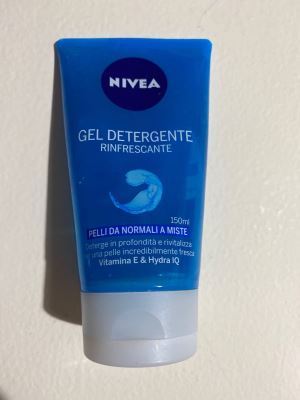 NIVEA
GEL DETERGENTE
RINFRESCANTE
150ml
PELLI DA NORMALI A MISTE
Deterge in profondità e rivitalizza
per una pelle incredibilmente fresca
Vitamina E & Hydra IQ